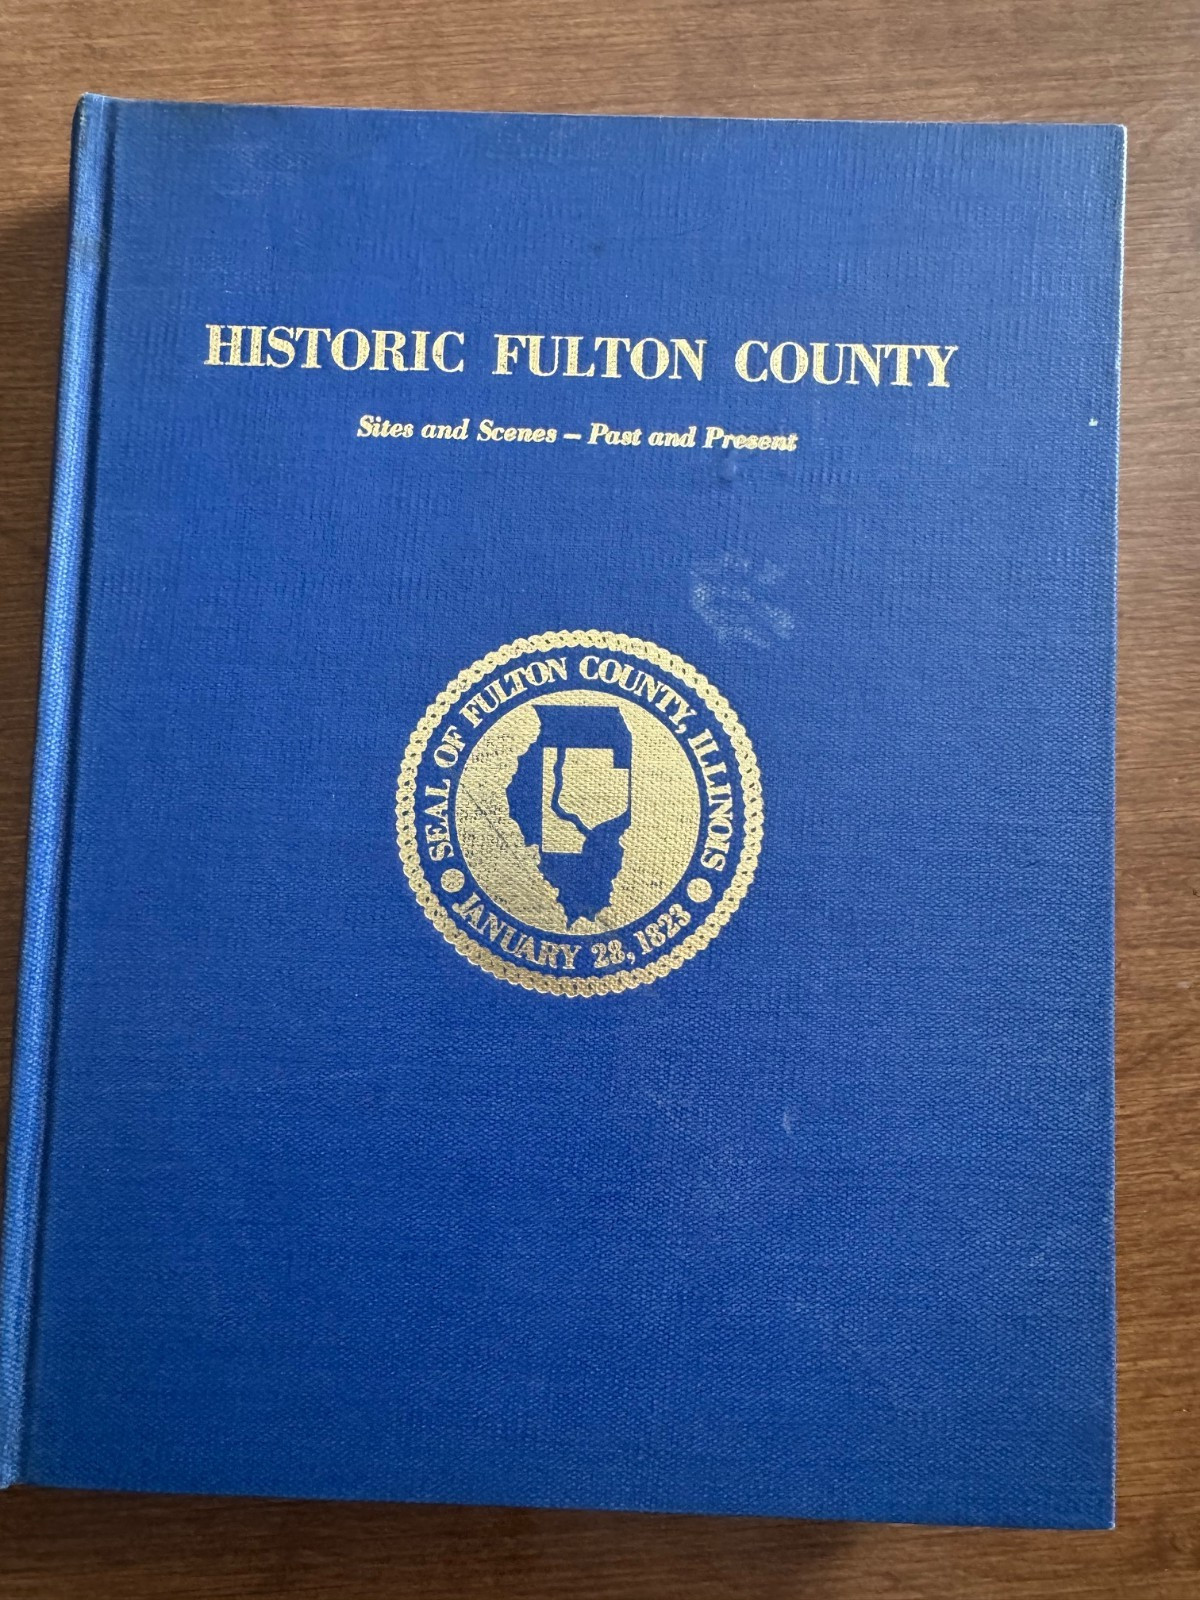 HISTORIC FULTON COUNTY
Sites and Scenes – Past and Present
SEAL OF FULTON COUNTY, ILLINOIS
JANUARY 28, 1823